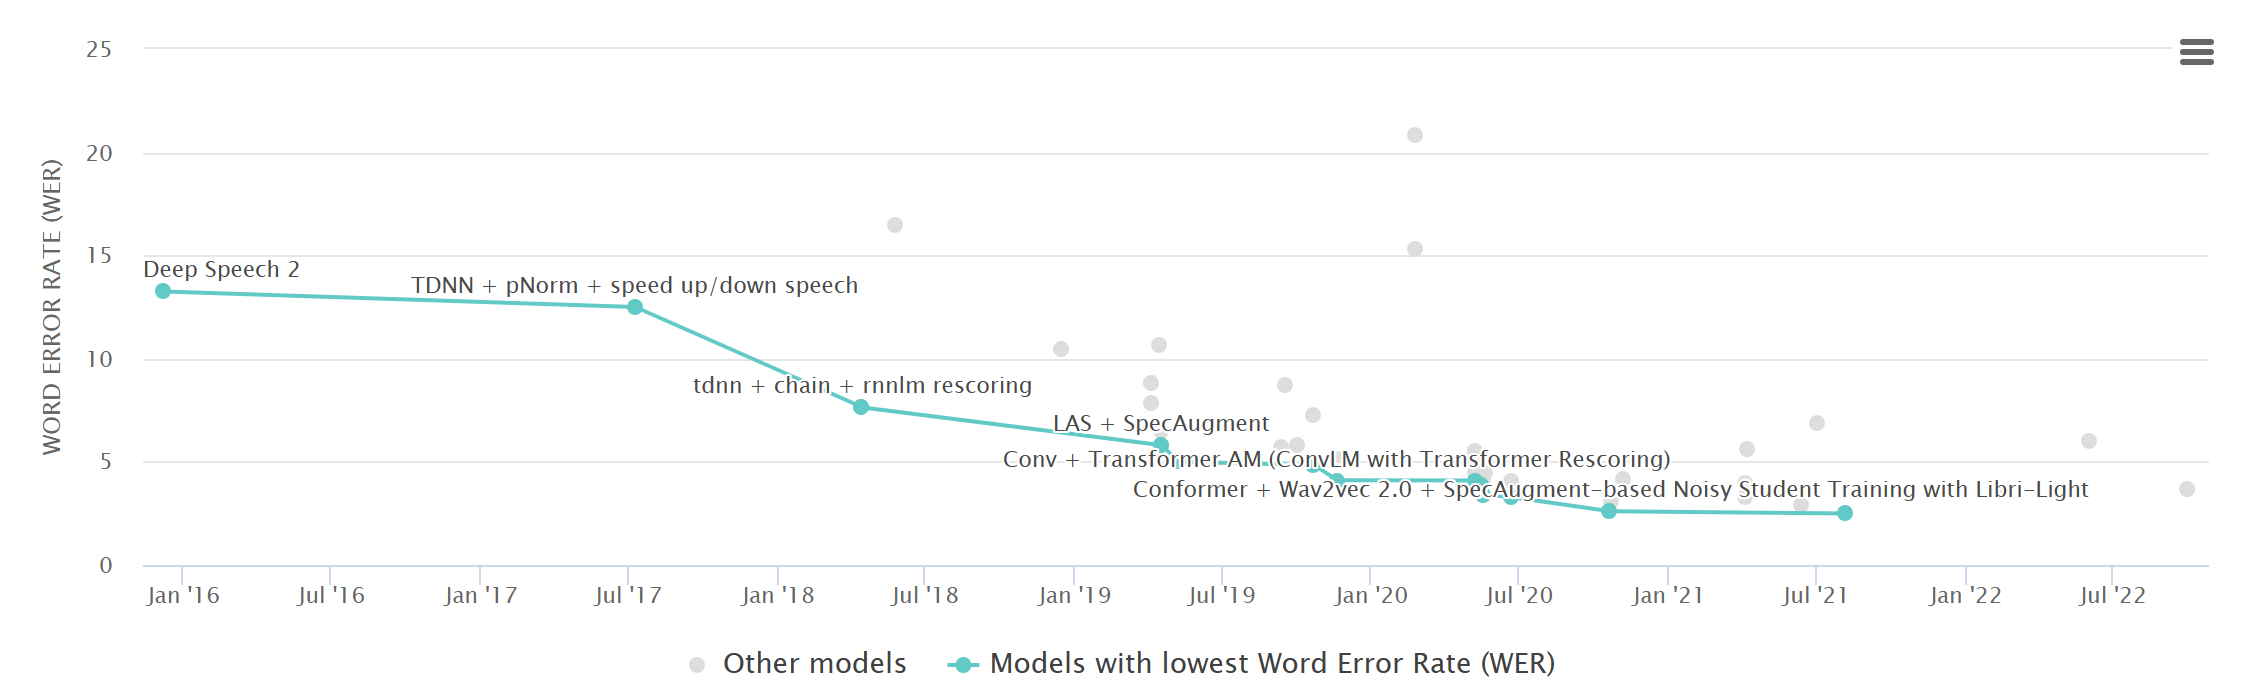 25
20
15
10
5
0
WORD ERROR RATE (WER)
Deep Speech 2
TDNN + pNorm + speed up/down speech
tdnn + chain + rnnlm rescoring
LAS + SpecAugment
Conv + Transformer AM (ConvLM with Transformer Rescoring)
Conformer + Wav2vec 2.0 + SpecAugment-based Noisy Student Training with Libri-Light
Jan '16 Jul '16 Jan '17 Jul '17 Jan '18 Jul '18 Jan '19 Jul '19 Jan '20 Jul '20 Jan '21 Jul '21 Jan '22 Jul '22
Other models Models with lowest Word Error Rate (WER)